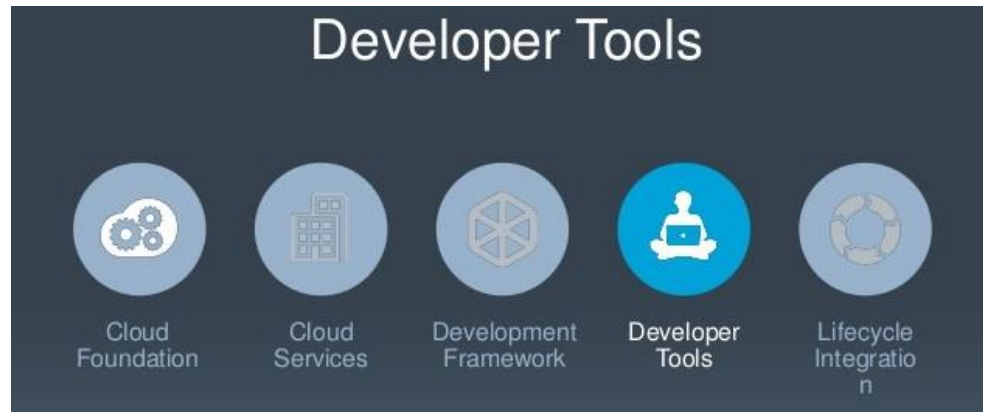 Developer Tools
Cloud
Foundation
Cloud
Services
Development
Framework
Developer
Tools
Lifecycle
Integratio
n